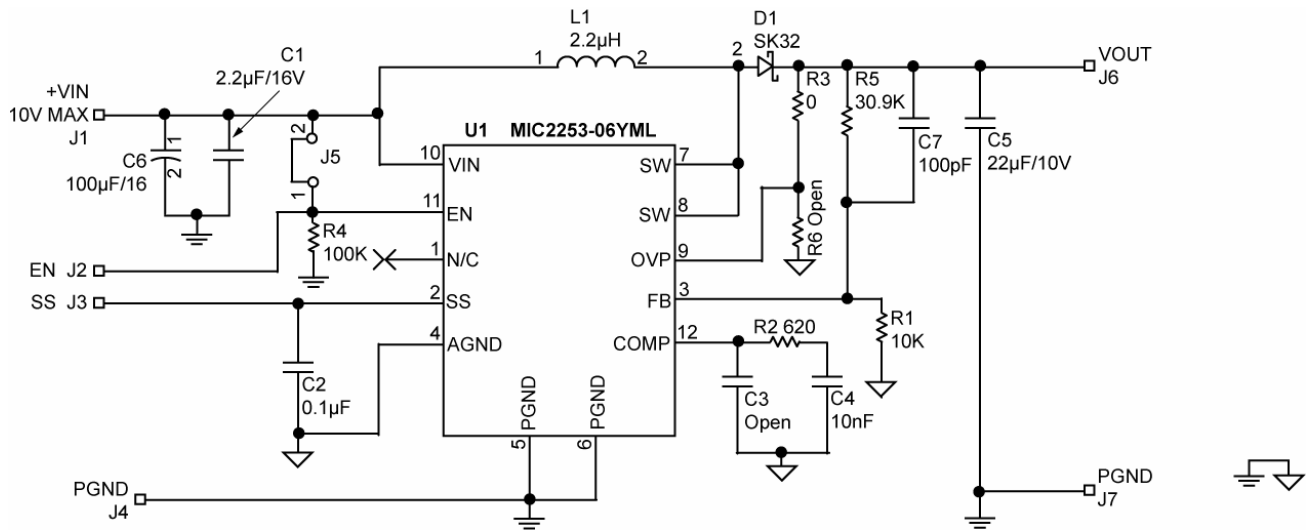 +VIN
10V MAX
J1
C1
2.2µF/16V
C6
1
2
100µF/16
2
J5
1
L1
2.2µH
1
2
2
D1
SK32
R3
0
R5
30.9K
C7
100pF
C5
22µF/10V
VOUT
J6
U1 MIC2253-06YML
10
VIN
11
EN
1
N/C
2
SS
4
AGND
7
SW
8
SW
9
OVP
3
FB
12
COMP
5
PGND
6
PGND
R4
100K
EN J2
SS J3
C2
0.1µF
R6 Open
R2 620
R1
10K
C3
Open
C4
10nF
PGND
J4
PGND
J7